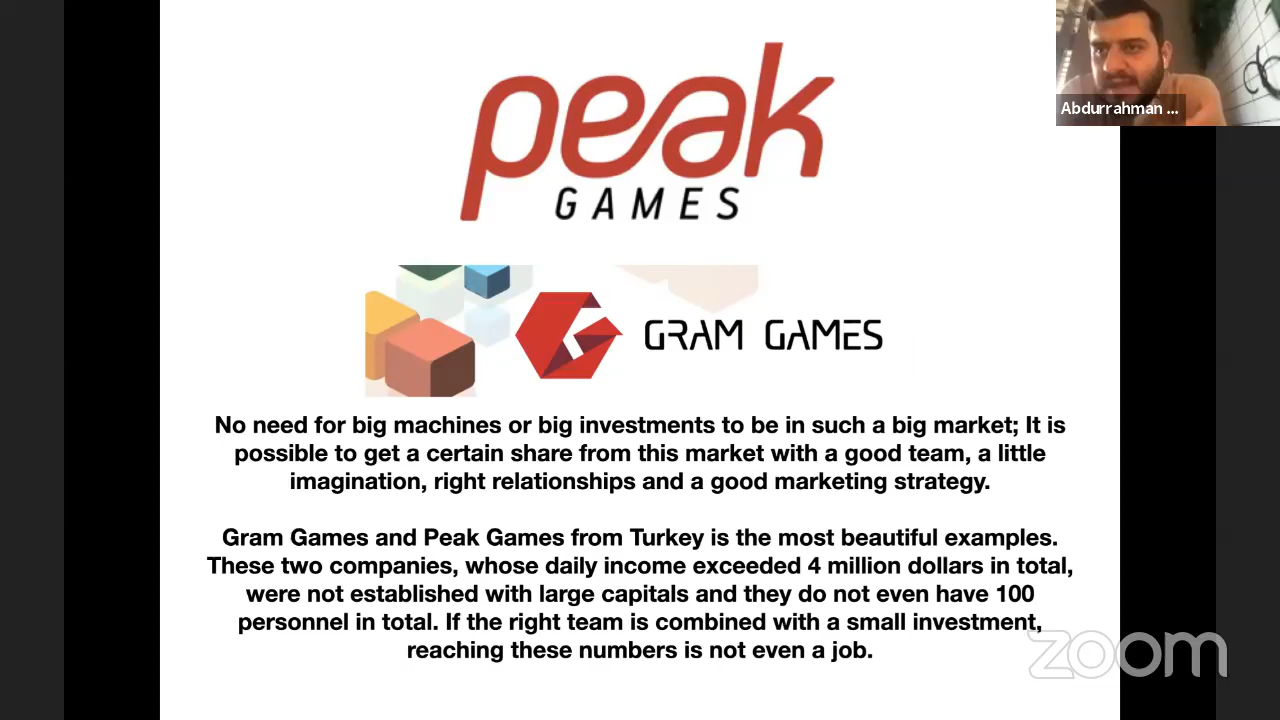 peak
GAMES
Abdurrahman ...
GRAM GAMES
No need for big machines or big investments to be in such a big market; It is
possible to get a certain share from this market with a good team, a little
imagination, right relationships and a good marketing strategy.
Gram Games and Peak Games from Turkey is the most beautiful examples.
These two companies, whose daily income exceeded 4 million dollars in total,
were not established with large capitals and they do not even have 100
personnel in total. If the right team is combined with a small investment,
reaching these numbers is not even a job.
zoom